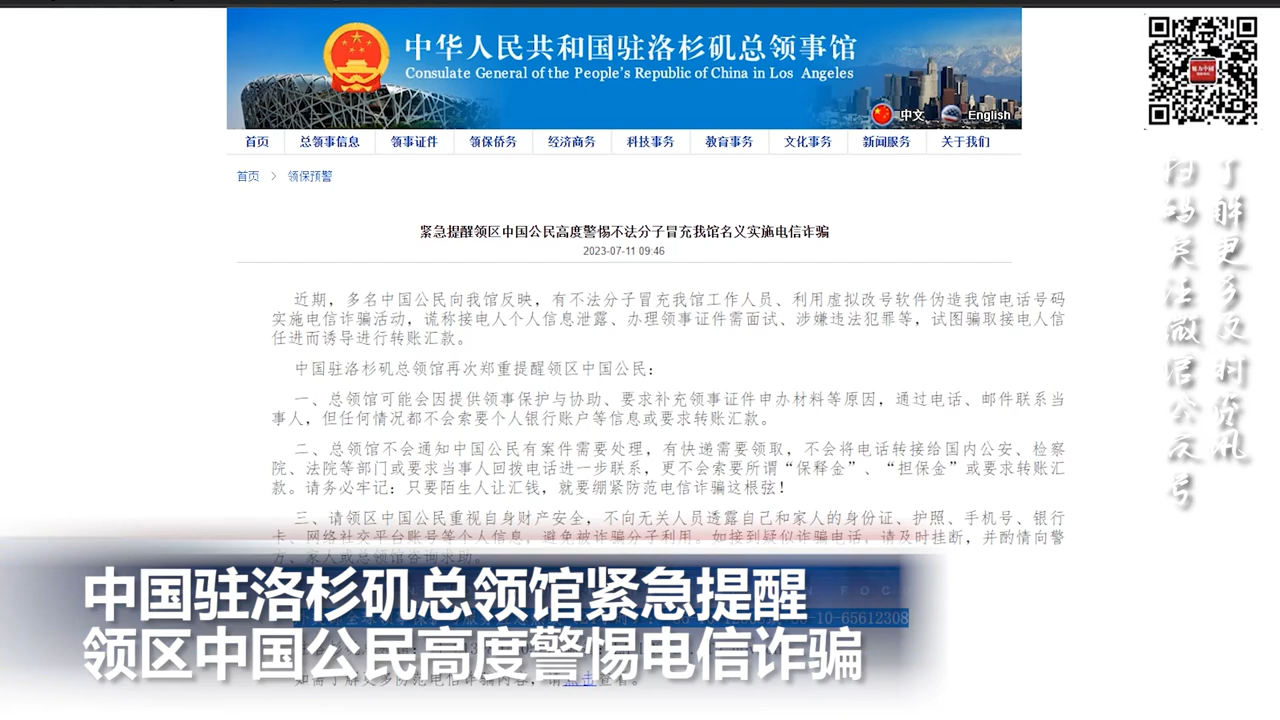 中华人民共和国驻洛杉矶总领事馆
Consulate General of the People's Republic of China in Los Angeles
中文 English
首页 总领事信息 领事证件 领保侨务 经济商务 科技事务 教育事务 文化事务 新闻服务 关于我们
首页 > 领保预警
紧急提醒领区中国公民高度警惕不法分子冒充我馆名义实施电信诈骗
2023-07-11 09:46
近期，多名中国公民向我馆反映，有不法分子冒充我馆工作人员、利用虚拟改号软件伪造我馆电话号码
实施电信诈骗活动，谎称接电人个人信息泄露、办理领事证件需面试、涉嫌违法犯罪等，试图骗取接电人信
任进而诱导进行转账汇款。
中国驻洛杉矶总领馆再次郑重提醒领区中国公民：
一、总领馆可能会因提供领事保护与协助、要求补充领事证件申办材料等原因，通过电话、邮件联系当
事人，但任何情况都不会索要个人银行账户等信息或要求转账汇款。
二、总领馆不会通知中国公民有案件需要处理，有快递需要领取，不会将电话转接给国内公安、检察
院、法院等部门或要求当事人回拨电话进一步联系，更不会索要所谓“保释金”、“担保金”或要求转账汇
款。请务必牢记：只要陌生人让汇钱，就要绷紧防范电信诈骗这根弦！
三、请领区中国公民重视自身财产安全，不向无关人员透露自己和家人的身份证、护照、手机号、银行
卡、网络社交平台账号等个人信息，避免被诈骗分子利用。如接到疑似诈骗电话，请及时挂断，并酌情向警
方、家人或总领馆咨询求助。
-10-65612308
中国驻洛杉矶总领馆紧急提醒
领区中国公民高度警惕电信诈骗
点击查看。
了解更多文村资讯
扫码关注微信公众号